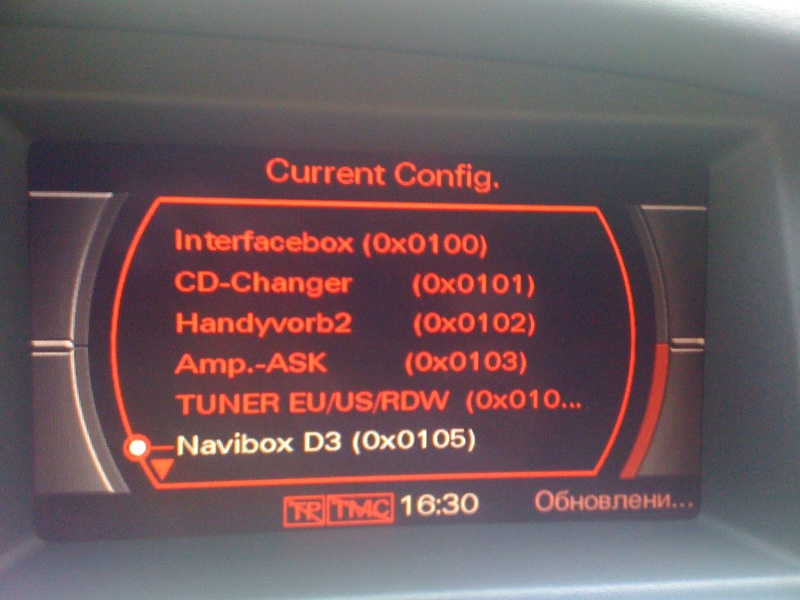 Current Config.
Interfacebox (0x0100)
CD-Changer (0x0101)
Handyvorb2 (0x0102)
Amp.-ASK (0x0103)
TUNER EU/US/RDW (0x010...
Navibox D3 (0x0105)
TP TMC 16:30 Обновлени...